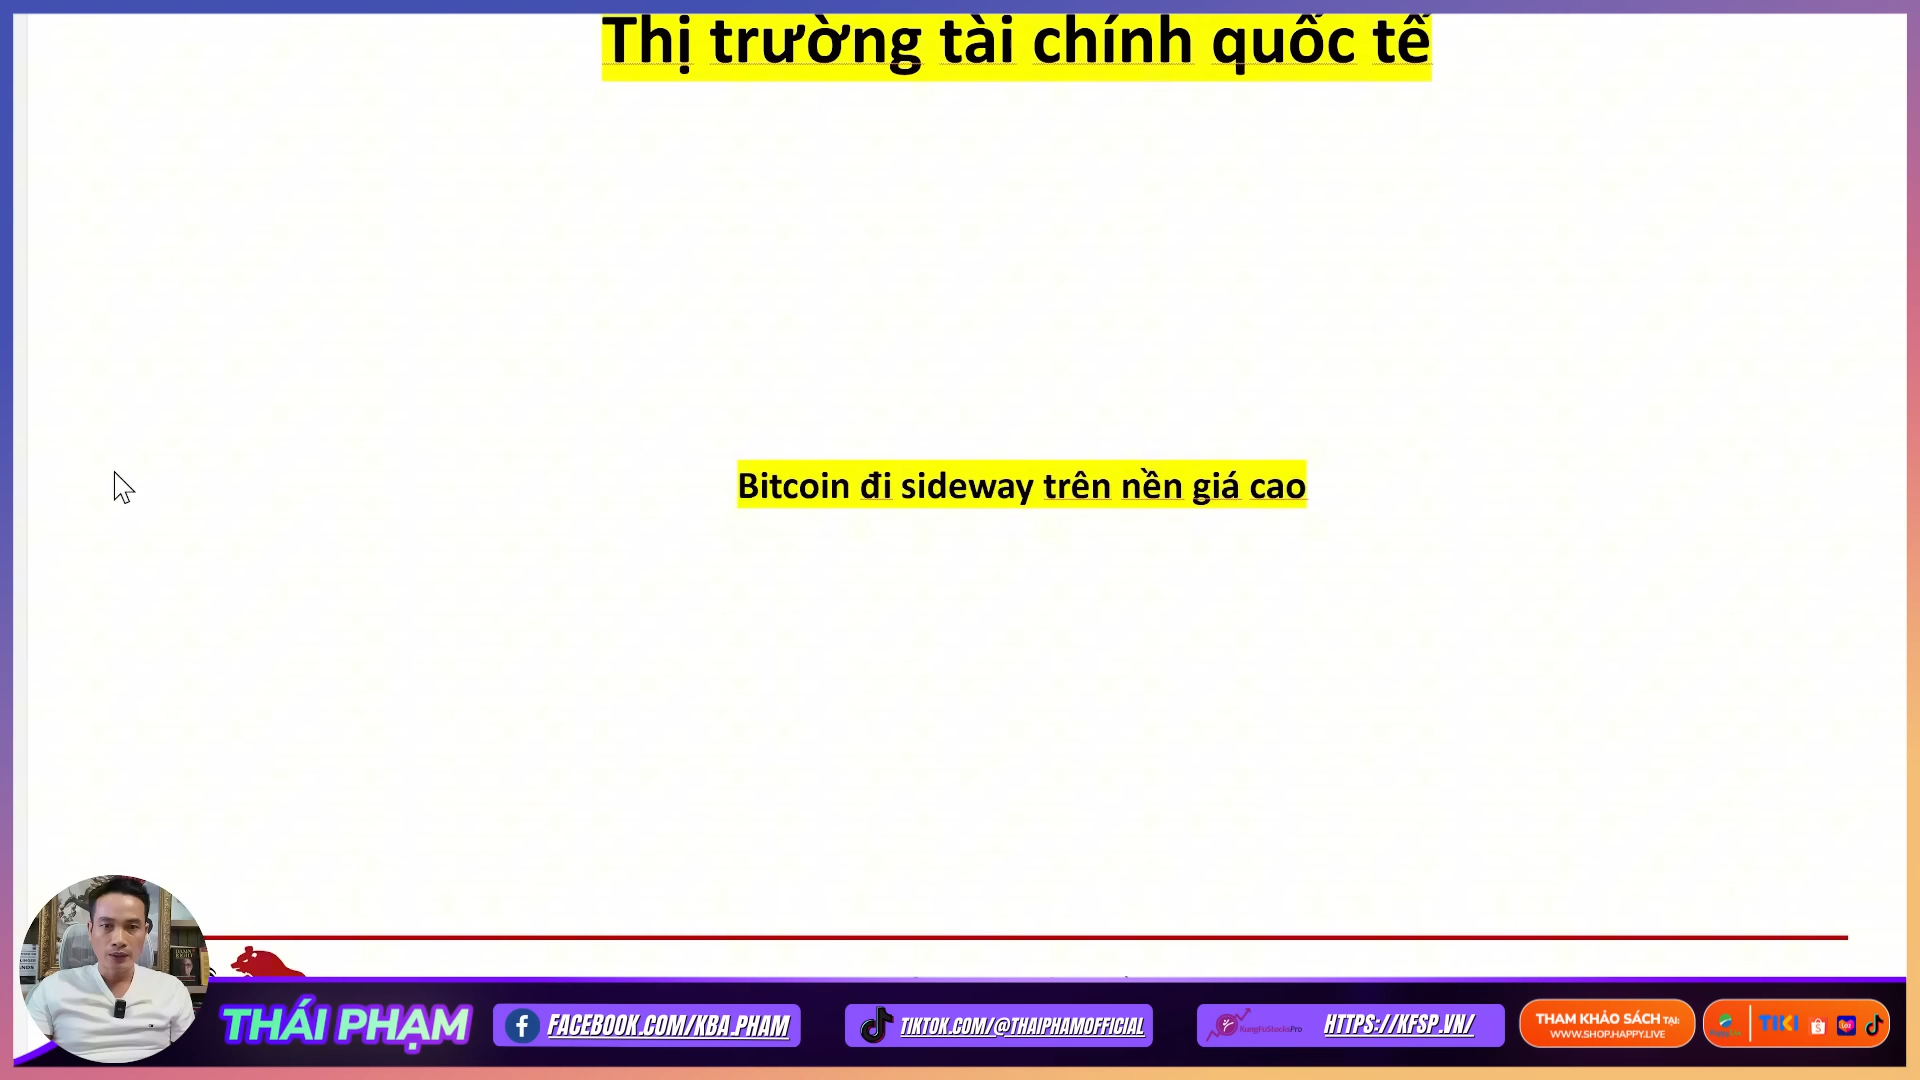 Thị trường tài chính quốc tế
Bitcoin đi sideway trên nền giá cao
THÁI PHẠM
FACEBOOK.COM/KBA.PHAM
TIKTOK.COM/@THAIPHAMOFFICIAL
KungFuStocksPro
HTTPS://KFSP.VN/
THAM KHẢO SÁCH TẠI:
WWW.SHOP.HAPPY.LIVE
TIKI